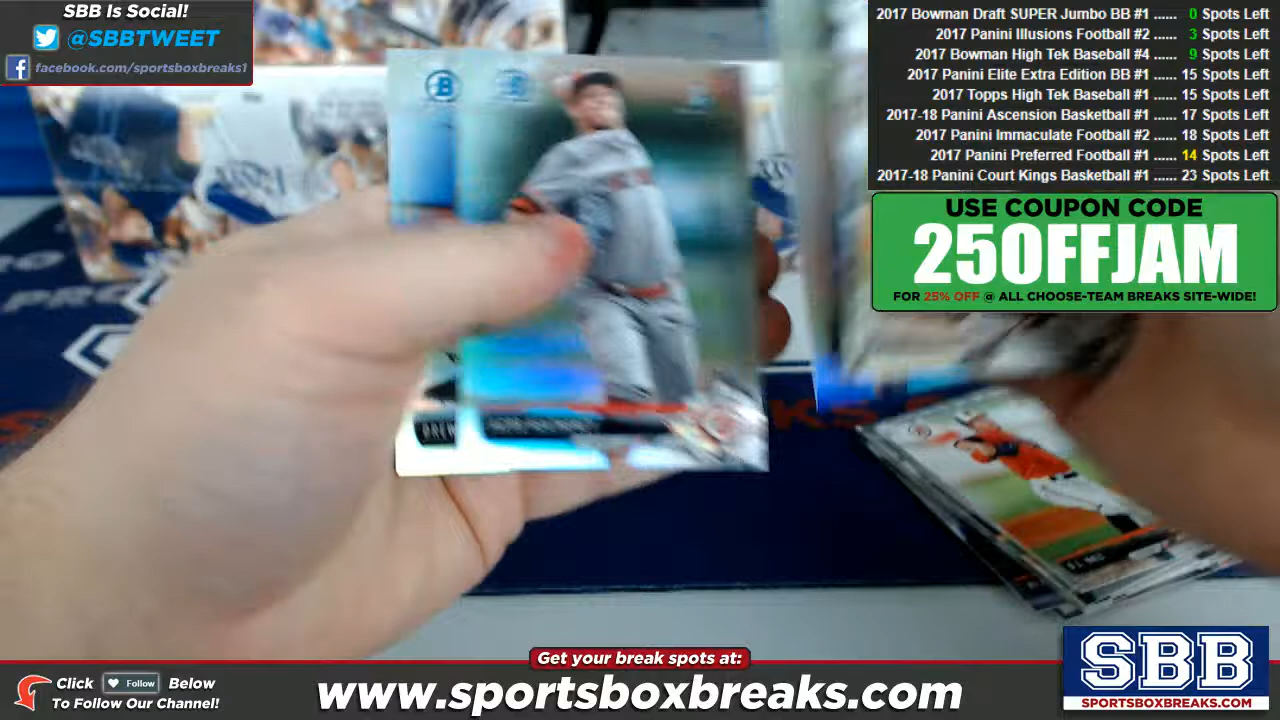 SBB Is Social!
@SBBTWEET
facebook.com/sportsboxbreaks1
2017 Bowman Draft SUPER Jumbo BB #1 ...... 0 Spots Left
2017 Panini Illusions Football #2 ...... 3 Spots Left
2017 Bowman High Tek Baseball #4 ...... 9 Spots Left
2017 Panini Elite Extra Edition BB #1 ...... 15 Spots Left
2017 Topps High Tek Baseball #1 ...... 15 Spots Left
2017-18 Panini Ascension Basketball #1 ...... 17 Spots Left
2017 Panini Immaculate Football #2 ...... 18 Spots Left
2017 Panini Preferred Football #1 ...... 14 Spots Left
2017-18 Panini Court Kings Basketball #1 ...... 23 Spots Left
USE COUPON CODE
25OFFJAM
FOR 25% OFF @ ALL CHOOSE-TEAM BREAKS SITE-WIDE!
BREW
Get your break spots at:
www.sportsboxbreaks.com
Click Follow Below
To Follow Our Channel!
SBB
SPORTSBOXBREAKS.COM